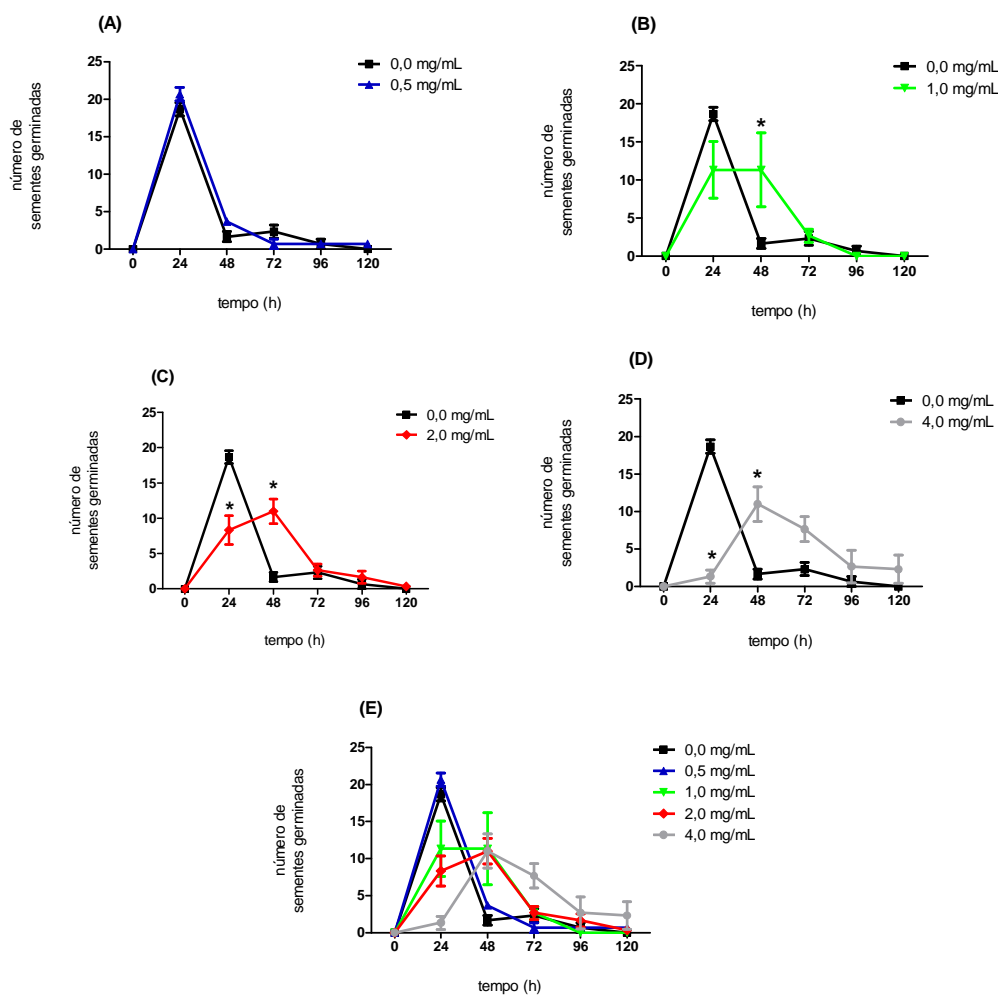 (A)
número de
sementes germinadas
25
20
15
10
5
0
0 24 48 72 96 120
tempo (h)
0,0 mg/mL
0,5 mg/mL
(B)
número de
sementes germinadas
25
20
15
10
5
0
*
0 24 48 72 96 120
tempo (h)
0,0 mg/mL
1,0 mg/mL
(C)
número de
sementes germinadas
25
20
15
10
5
0
* *
0 24 48 72 96 120
tempo (h)
0,0 mg/mL
2,0 mg/mL
(D)
número de
sementes germinadas
25
20
15
10
5
0
* *
0 24 48 72 96 120
tempo (h)
0,0 mg/mL
4,0 mg/mL
(E)
número de
sementes germinadas
25
20
15
10
5
0
0 24 48 72 96 120
tempo (h)
0,0 mg/mL
0,5 mg/mL
1,0 mg/mL
2,0 mg/mL
4,0 mg/mL